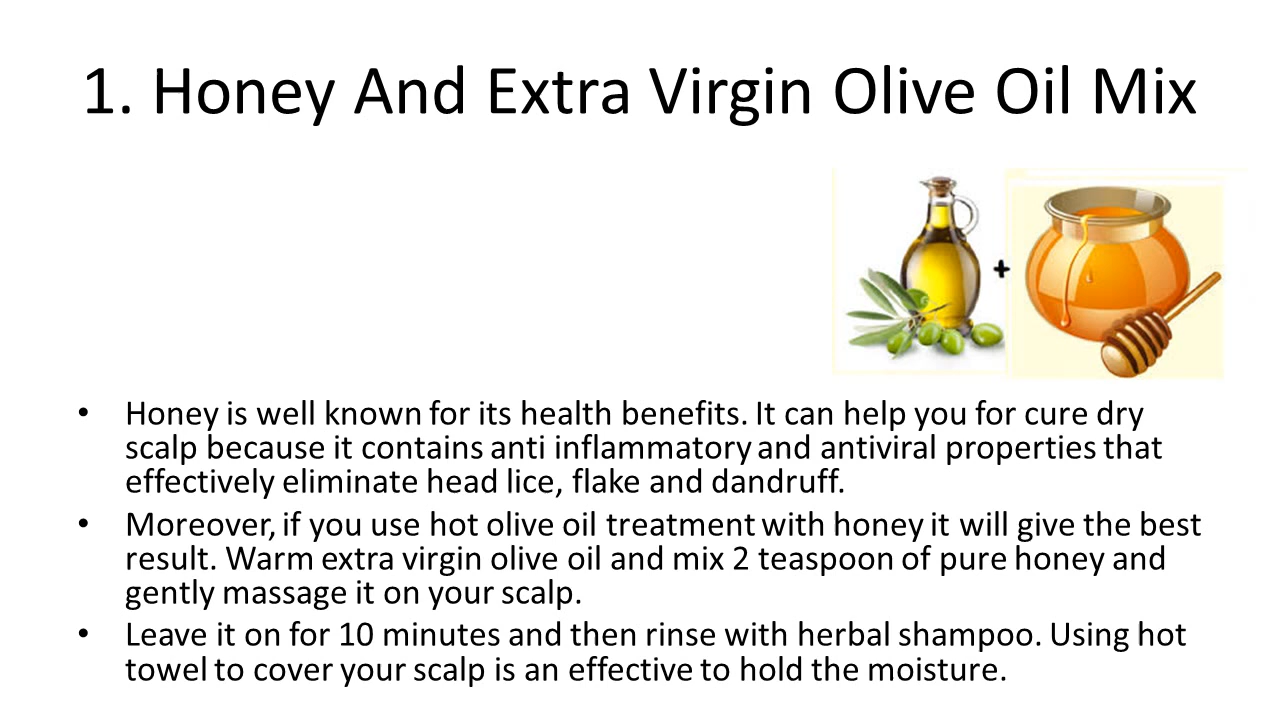 1. Honey And Extra Virgin Olive Oil Mix
+
• Honey is well known for its health benefits. It can help you for cure dry
scalp because it contains anti inflammatory and antiviral properties that
effectively eliminate head lice, flake and dandruff.
• Moreover, if you use hot olive oil treatment with honey it will give the best
result. Warm extra virgin olive oil and mix 2 teaspoon of pure honey and
gently massage it on your scalp.
• Leave it on for 10 minutes and then rinse with herbal shampoo. Using hot
towel to cover your scalp is an effective to hold the moisture.